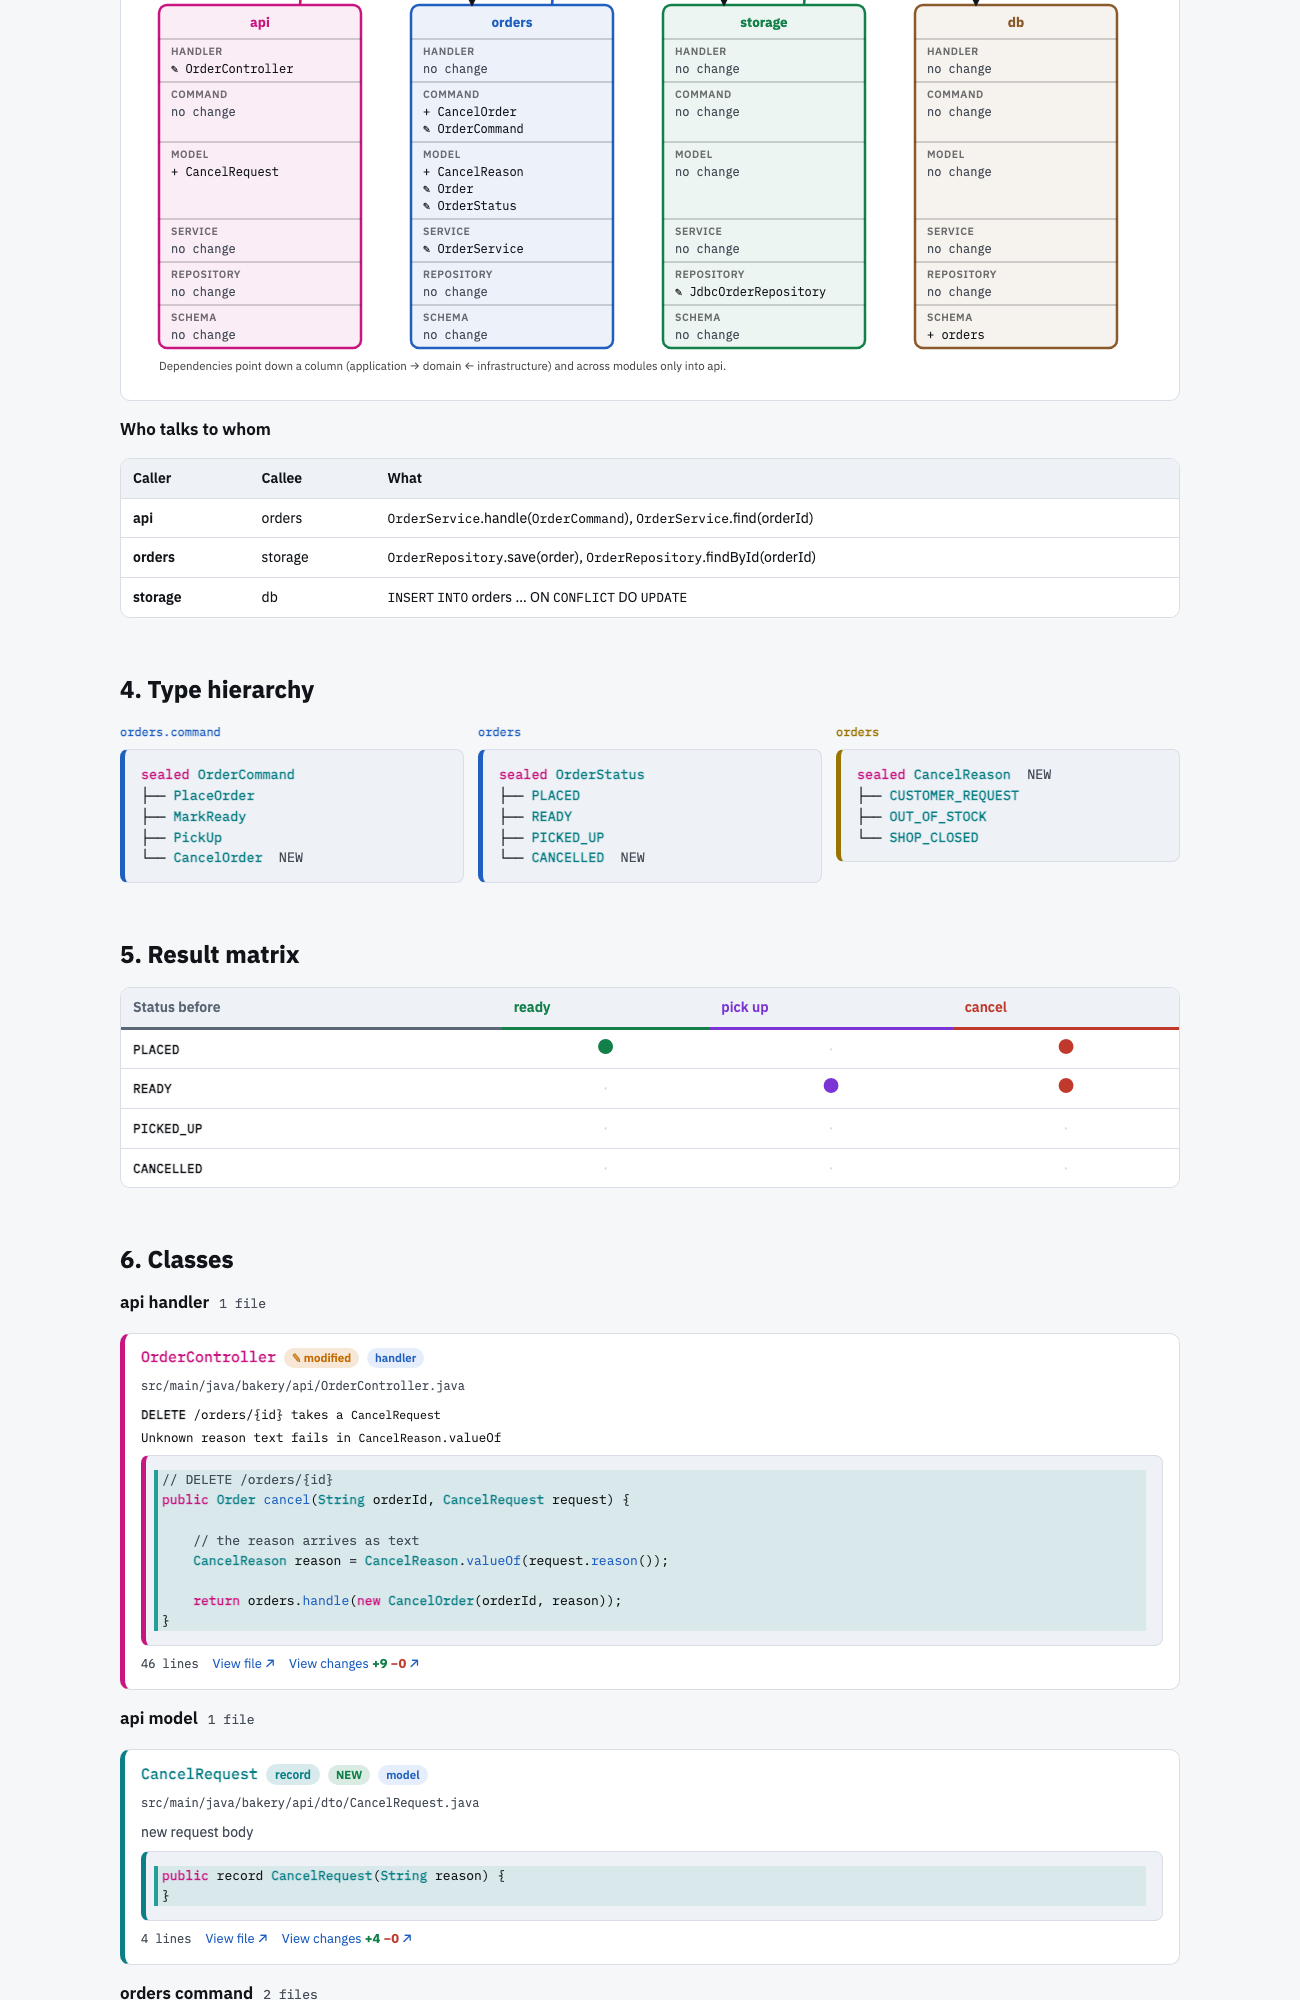 api
HANDLER
✎ OrderController
COMMAND
no change
MODEL
+ CancelRequest
SERVICE
no change
REPOSITORY
no change
SCHEMA
no change
orders
HANDLER
no change
COMMAND
+ CancelOrder
✎ OrderCommand
MODEL
+ CancelReason
✎ Order
✎ OrderStatus
SERVICE
✎ OrderService
REPOSITORY
no change
SCHEMA
no change
storage
HANDLER
no change
COMMAND
no change
MODEL
no change
SERVICE
no change
REPOSITORY
✎ JdbcOrderRepository
SCHEMA
no change
db
HANDLER
no change
COMMAND
no change
MODEL
no change
SERVICE
no change
REPOSITORY
no change
SCHEMA
+ orders
Dependencies point down a column (application → domain ← infrastructure) and across modules only into api.
Who talks to whom
Caller Callee What
api orders OrderService.handle(OrderCommand), OrderService.find(orderId)
orders storage OrderRepository.save(order), OrderRepository.findById(orderId)
storage db INSERT INTO orders … ON CONFLICT DO UPDATE
4. Type hierarchy
orders.command
sealed OrderCommand
├── PlaceOrder
├── MarkReady
├── PickUp
└── CancelOrder NEW
orders
sealed OrderStatus
├── PLACED
├── READY
├── PICKED_UP
└── CANCELLED NEW
orders
sealed CancelReason NEW
├── CUSTOMER_REQUEST
├── OUT_OF_STOCK
└── SHOP_CLOSED
5. Result matrix
Status before ready pick up cancel
PLACED ● · ●
READY · ● ●
PICKED_UP · · ·
CANCELLED · · ·
6. Classes
api handler 1 file
OrderController ✎ modified handler
src/main/java/bakery/api/OrderController.java
DELETE /orders/{id} takes a CancelRequest
Unknown reason text fails in CancelReason.valueOf
// DELETE /orders/{id}
public Order cancel(String orderId, CancelRequest request) {
// the reason arrives as text
CancelReason reason = CancelReason.valueOf(request.reason());
return orders.handle(new CancelOrder(orderId, reason));
}
46 lines View file ↗ View changes +9 −0 ↗
api model 1 file
CancelRequest record NEW model
src/main/java/bakery/api/dto/CancelRequest.java
new request body
public record CancelRequest(String reason) {
}
4 lines View file ↗ View changes +4 −0 ↗
orders command 2 files